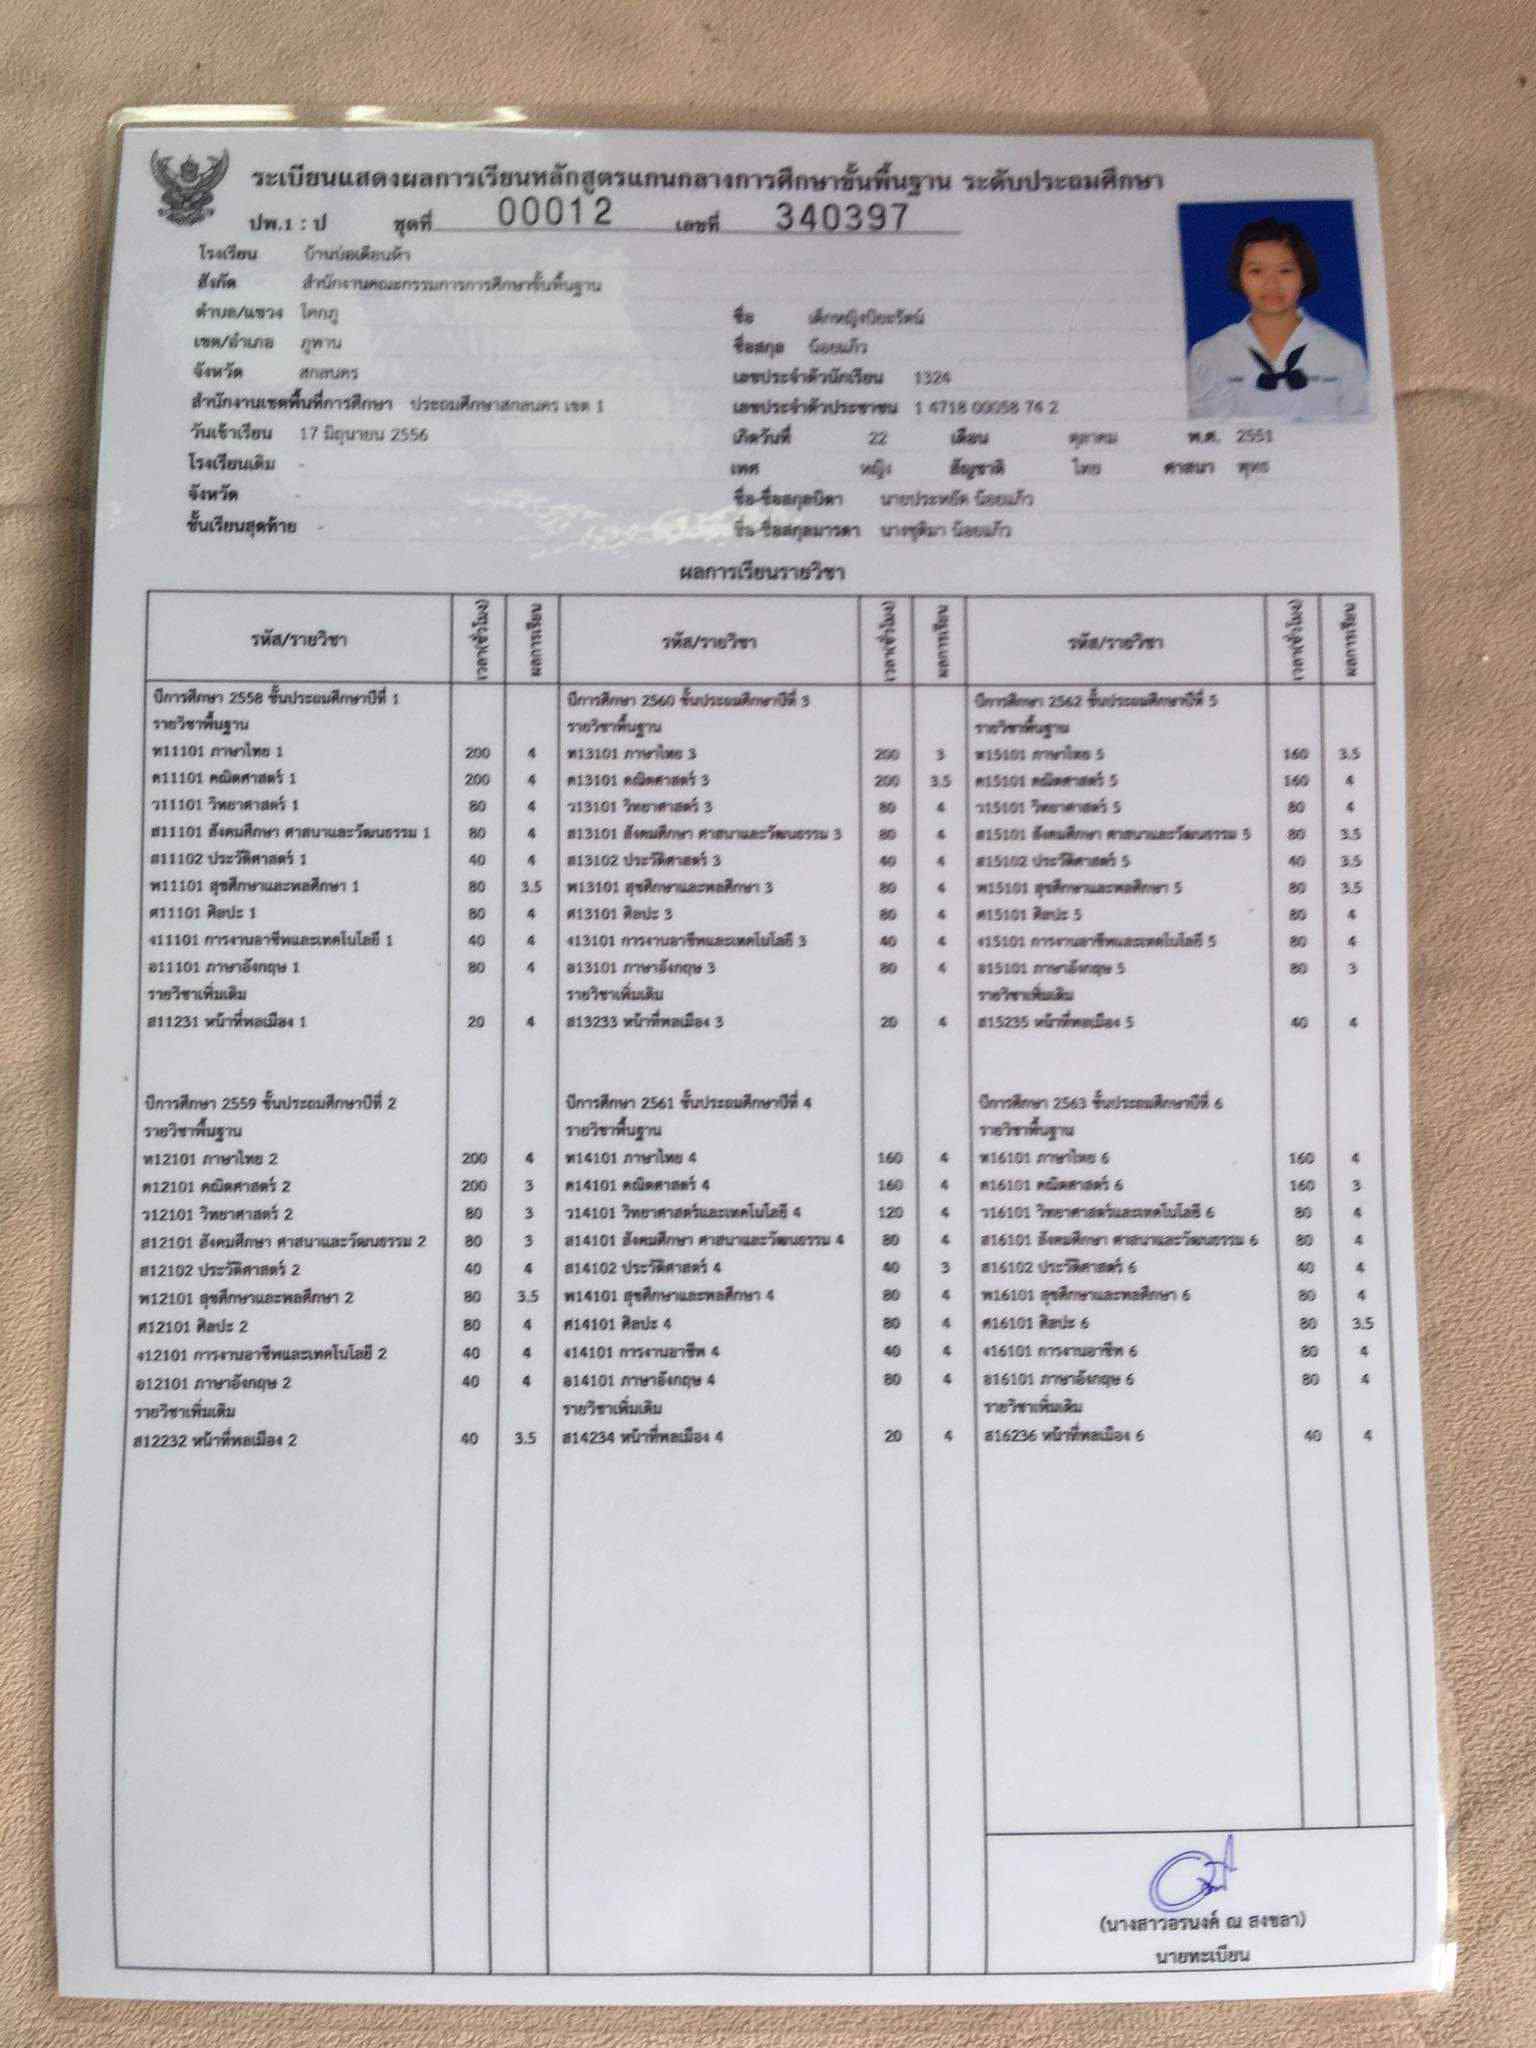 ระเบียนแสดงผลการเรียนหลักสูตรแกนกลางการศึกษาขั้นพื้นฐาน ระดับประถมศึกษา
ปพ.1 : ป ชุดที่ 00012 เลขที่ 340397
โรงเรียน บ้านบ่อเดือนห้า
สังกัด สำนักงานคณะกรรมการการศึกษาขั้นพื้นฐาน
ตำบล/แขวง โคกภู
เขต/อำเภอ ภูพาน
จังหวัด สกลนคร
สำนักงานเขตพื้นที่การศึกษา ประถมศึกษาสกลนคร เขต 1
วันเข้าเรียน 17 มิถุนายน 2556
โรงเรียนเดิม -
จังหวัด -
ชั้นเรียนสุดท้าย -
ชื่อ เด็กหญิงปิยะรัตน์
ชื่อสกุล น้อยแก้ว
เลขประจำตัวนักเรียน 1324
เลขประจำตัวประชาชน 1 4718 00058 74 2
เกิดวันที่ 22 เดือน ตุลาคม พ.ศ. 2551
เพศ หญิง สัญชาติ ไทย ศาสนา พุทธ
ชื่อ-ชื่อสกุลบิดา นายประหยัด น้อยแก้ว
ชื่อ-ชื่อสกุลมารดา นางชุติมา น้อยแก้ว
ผลการเรียนรายวิชา
รหัส/รายวิชา เวลา(ชั่วโมง) ผลการเรียน รหัส/รายวิชา เวลา(ชั่วโมง) ผลการเรียน รหัส/รายวิชา เวลา(ชั่วโมง) ผลการเรียน
ปีการศึกษา 2558 ชั้นประถมศึกษาปีที่ 1
รายวิชาพื้นฐาน
ท11101 ภาษาไทย 1 200 4
ค11101 คณิตศาสตร์ 1 200 4
ว11101 วิทยาศาสตร์ 1 80 4
ส11101 สังคมศึกษา ศาสนาและวัฒนธรรม 1 80 4
ส11102 ประวัติศาสตร์ 1 40 4
พ11101 สุขศึกษาและพลศึกษา 1 80 3.5
ศ11101 ศิลปะ 1 80 4
ง11101 การงานอาชีพและเทคโนโลยี 1 40 4
อ11101 ภาษาอังกฤษ 1 80 4
รายวิชาเพิ่มเติม
ส11231 หน้าที่พลเมือง 1 20 4
ปีการศึกษา 2559 ชั้นประถมศึกษาปีที่ 2
รายวิชาพื้นฐาน
ท12101 ภาษาไทย 2 200 4
ค12101 คณิตศาสตร์ 2 200 3
ว12101 วิทยาศาสตร์ 2 80 3
ส12101 สังคมศึกษา ศาสนาและวัฒนธรรม 2 80 3
ส12102 ประวัติศาสตร์ 2 40 4
พ12101 สุขศึกษาและพลศึกษา 2 80 3.5
ศ12101 ศิลปะ 2 80 4
ง12101 การงานอาชีพและเทคโนโลยี 2 40 4
อ12101 ภาษาอังกฤษ 2 40 4
รายวิชาเพิ่มเติม
ส12232 หน้าที่พลเมือง 2 40 3.5
ปีการศึกษา 2560 ชั้นประถมศึกษาปีที่ 3
รายวิชาพื้นฐาน
ท13101 ภาษาไทย 3 200 3
ค13101 คณิตศาสตร์ 3 200 3.5
ว13101 วิทยาศาสตร์ 3 80 4
ส13101 สังคมศึกษา ศาสนาและวัฒนธรรม 3 80 4
ส13102 ประวัติศาสตร์ 3 40 4
พ13101 สุขศึกษาและพลศึกษา 3 80 4
ศ13101 ศิลปะ 3 80 4
ง13101 การงานอาชีพและเทคโนโลยี 3 40 4
อ13101 ภาษาอังกฤษ 3 80 4
รายวิชาเพิ่มเติม
ส13233 หน้าที่พลเมือง 3 20 4
ปีการศึกษา 2561 ชั้นประถมศึกษาปีที่ 4
รายวิชาพื้นฐาน
ท14101 ภาษาไทย 4 160 4
ค14101 คณิตศาสตร์ 4 160 4
ว14101 วิทยาศาสตร์และเทคโนโลยี 4 120 4
ส14101 สังคมศึกษา ศาสนาและวัฒนธรรม 4 80 4
ส14102 ประวัติศาสตร์ 4 40 3
พ14101 สุขศึกษาและพลศึกษา 4 80 4
ศ14101 ศิลปะ 4 80 4
ง14101 การงานอาชีพ 4 40 4
อ14101 ภาษาอังกฤษ 4 80 4
รายวิชาเพิ่มเติม
ส14234 หน้าที่พลเมือง 4 20 4
ปีการศึกษา 2562 ชั้นประถมศึกษาปีที่ 5
รายวิชาพื้นฐาน
ท15101 ภาษาไทย 5 160 3.5
ค15101 คณิตศาสตร์ 5 160 4
ว15101 วิทยาศาสตร์ 5 80 4
ส15101 สังคมศึกษา ศาสนาและวัฒนธรรม 5 80 3.5
ส15102 ประวัติศาสตร์ 5 40 3.5
พ15101 สุขศึกษาและพลศึกษา 5 80 3.5
ศ15101 ศิลปะ 5 80 4
ง15101 การงานอาชีพและเทคโนโลยี 5 80 4
อ15101 ภาษาอังกฤษ 5 80 3
รายวิชาเพิ่มเติม
ส15235 หน้าที่พลเมือง 5 40 4
ปีการศึกษา 2563 ชั้นประถมศึกษาปีที่ 6
รายวิชาพื้นฐาน
ท16101 ภาษาไทย 6 160 4
ค16101 คณิตศาสตร์ 6 160 3
ว16101 วิทยาศาสตร์และเทคโนโลยี 6 80 4
ส16101 สังคมศึกษา ศาสนาและวัฒนธรรม 6 80 4
ส16102 ประวัติศาสตร์ 6 40 4
พ16101 สุขศึกษาและพลศึกษา 6 80 4
ศ16101 ศิลปะ 6 80 3.5
ง16101 การงานอาชีพ 6 80 4
อ16101 ภาษาอังกฤษ 6 80 4
รายวิชาเพิ่มเติม
ส16236 หน้าที่พลเมือง 6 40 4
(นางสาวอรนงค์ ณ สงขลา)
นายทะเบียน